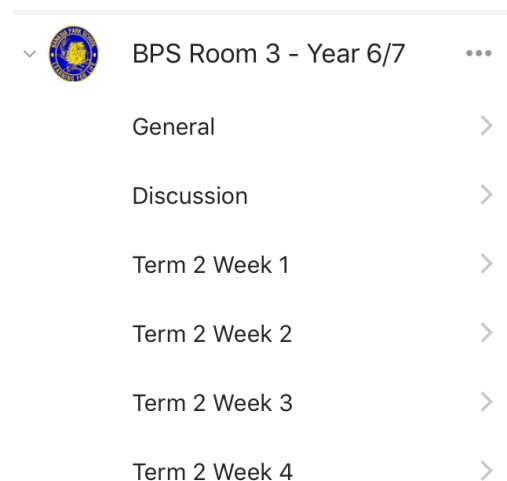 BPS Room 3 - Year 6/7
General
Discussion
Term 2 Week 1
Term 2 Week 2
Term 2 Week 3
Term 2 Week 4